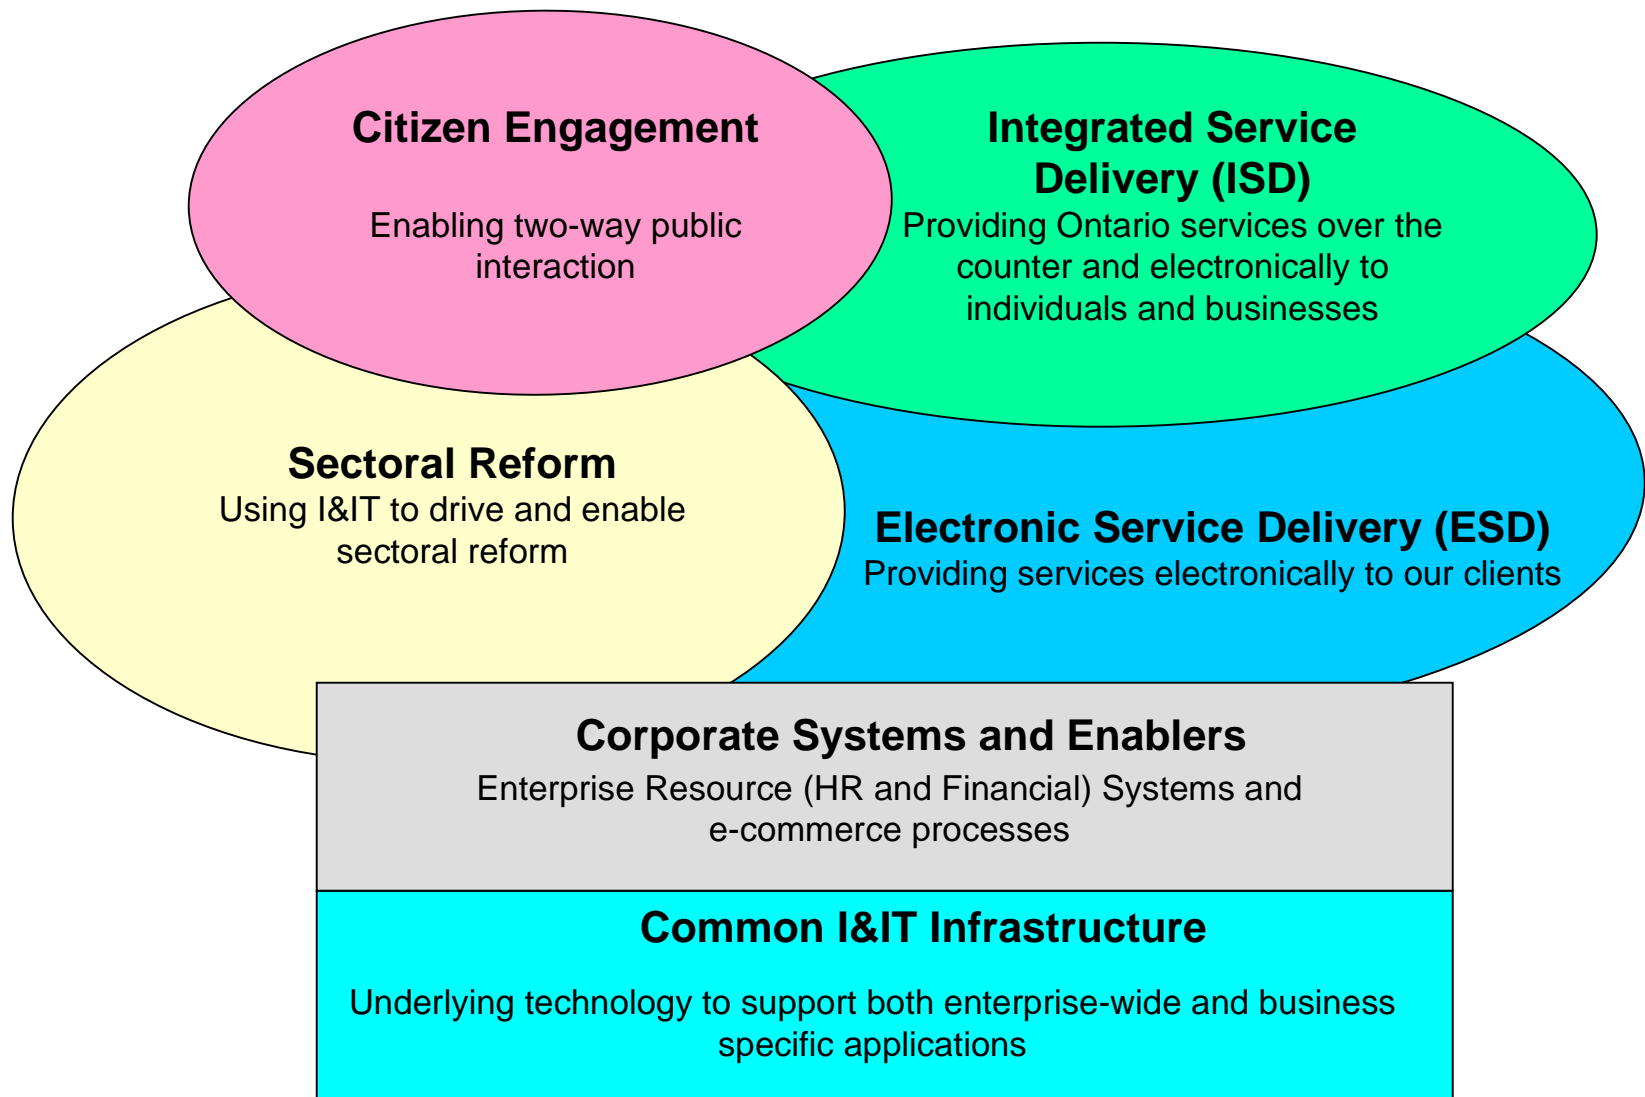 Citizen Engagement
Enabling two-way public
interaction
Integrated Service
Delivery (ISD)
Providing Ontario services over the
counter and electronically to
individuals and businesses
Sectoral Reform
Using I&IT to drive and enable
sectoral reform
Electronic Service Delivery (ESD)
Providing services electronically to our clients
Corporate Systems and Enablers
Enterprise Resource (HR and Financial) Systems and
e-commerce processes
Common I&IT Infrastructure
Underlying technology to support both enterprise-wide and business
specific applications